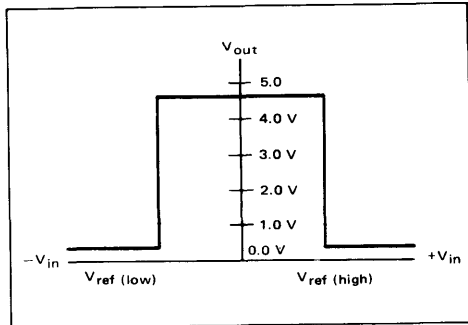 Vout
5.0
4.0 V
3.0 V
2.0 V
1.0 V
0.0 V
−Vin
+Vin
Vref (low)
Vref (high)